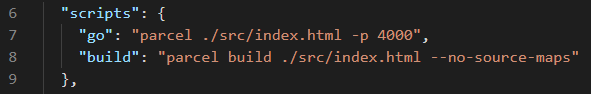 6 "scripts": {
7 "go": "parcel ./src/index.html -p 4000",
8 "build": "parcel build ./src/index.html --no-source-maps"
9 },